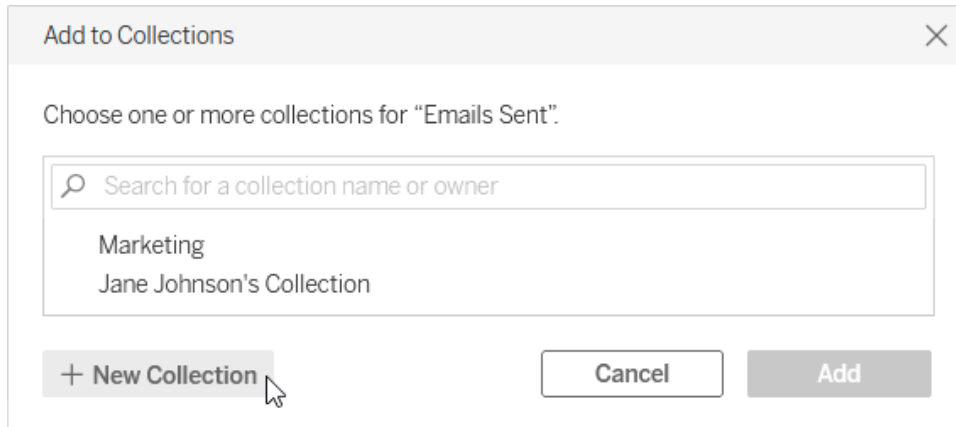 Add to Collections
Choose one or more collections for “Emails Sent”.
Search for a collection name or owner
Marketing
Jane Johnson's Collection
+ New Collection
Cancel
Add